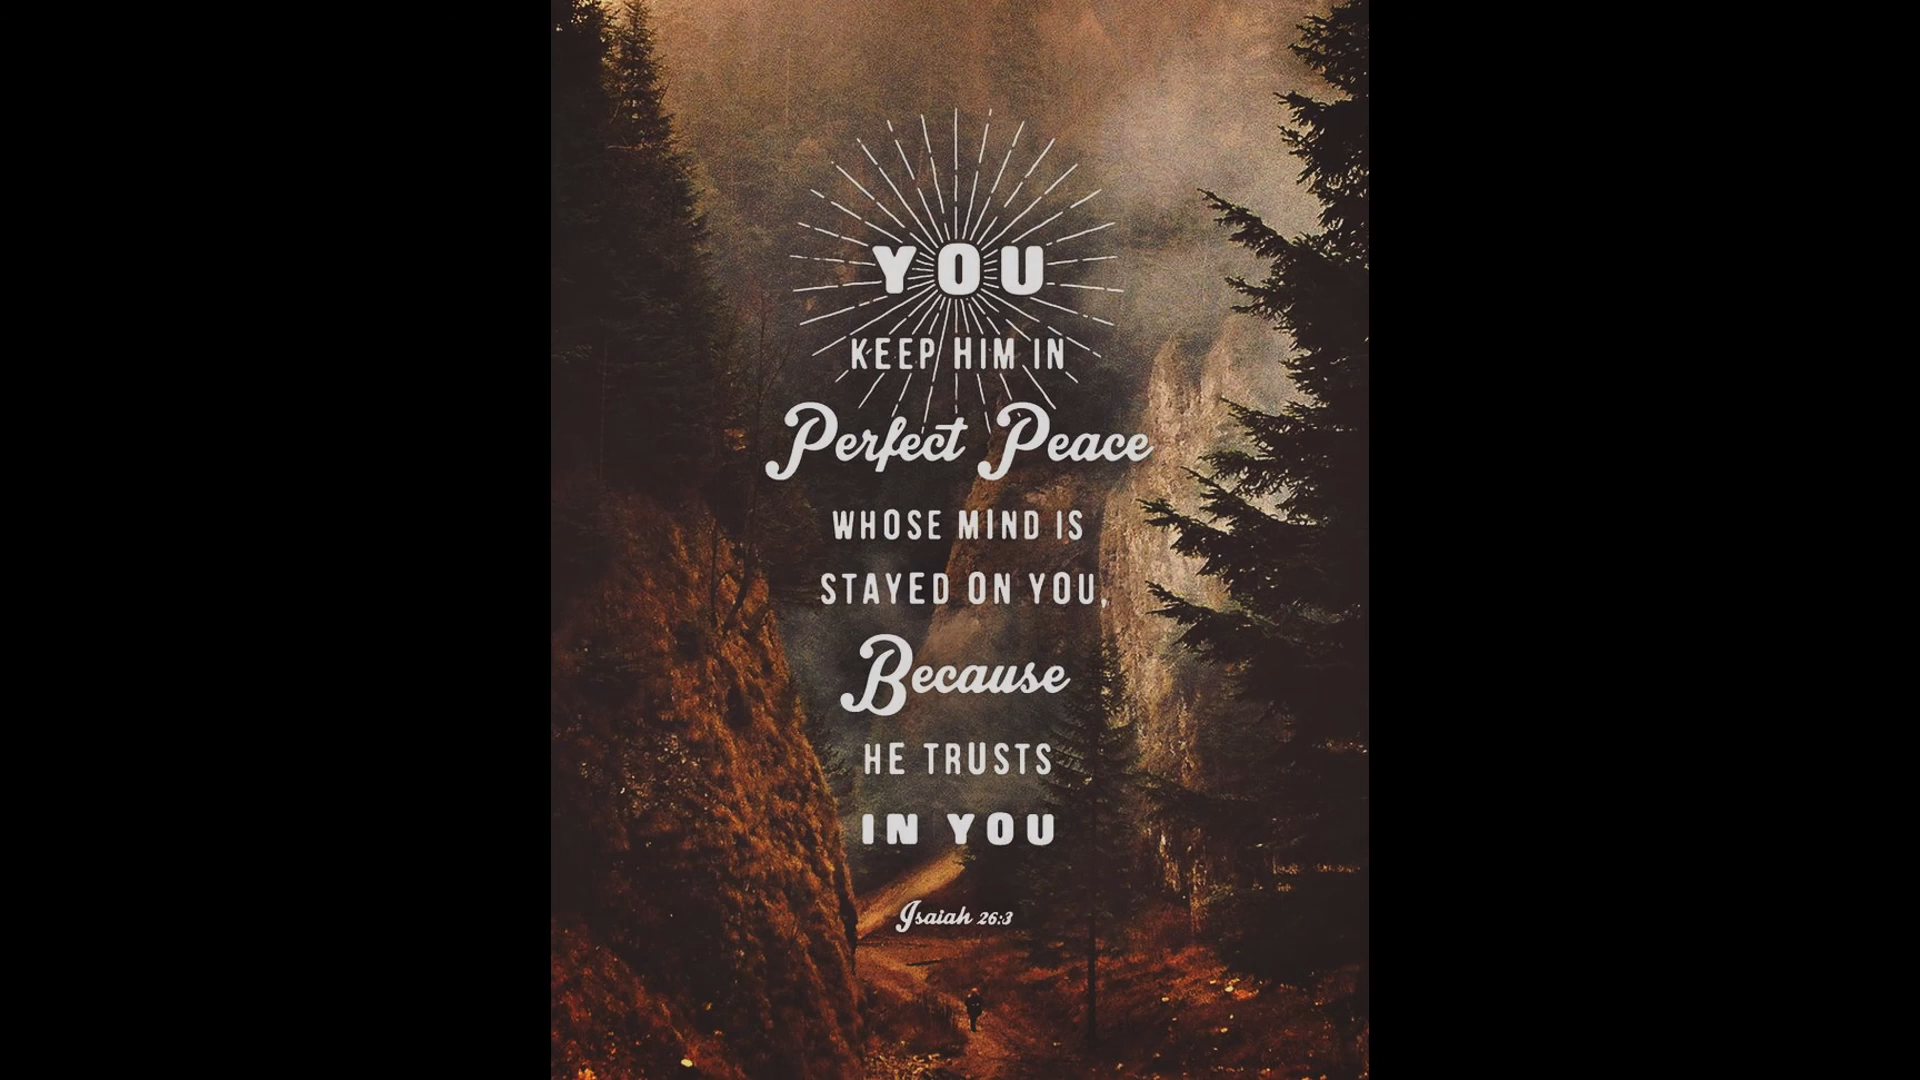 YOU
KEEP HIM IN
Perfect Peace
WHOSE MIND IS
STAYED ON YOU,
Because
HE TRUSTS
IN YOU
Isaiah 26:3